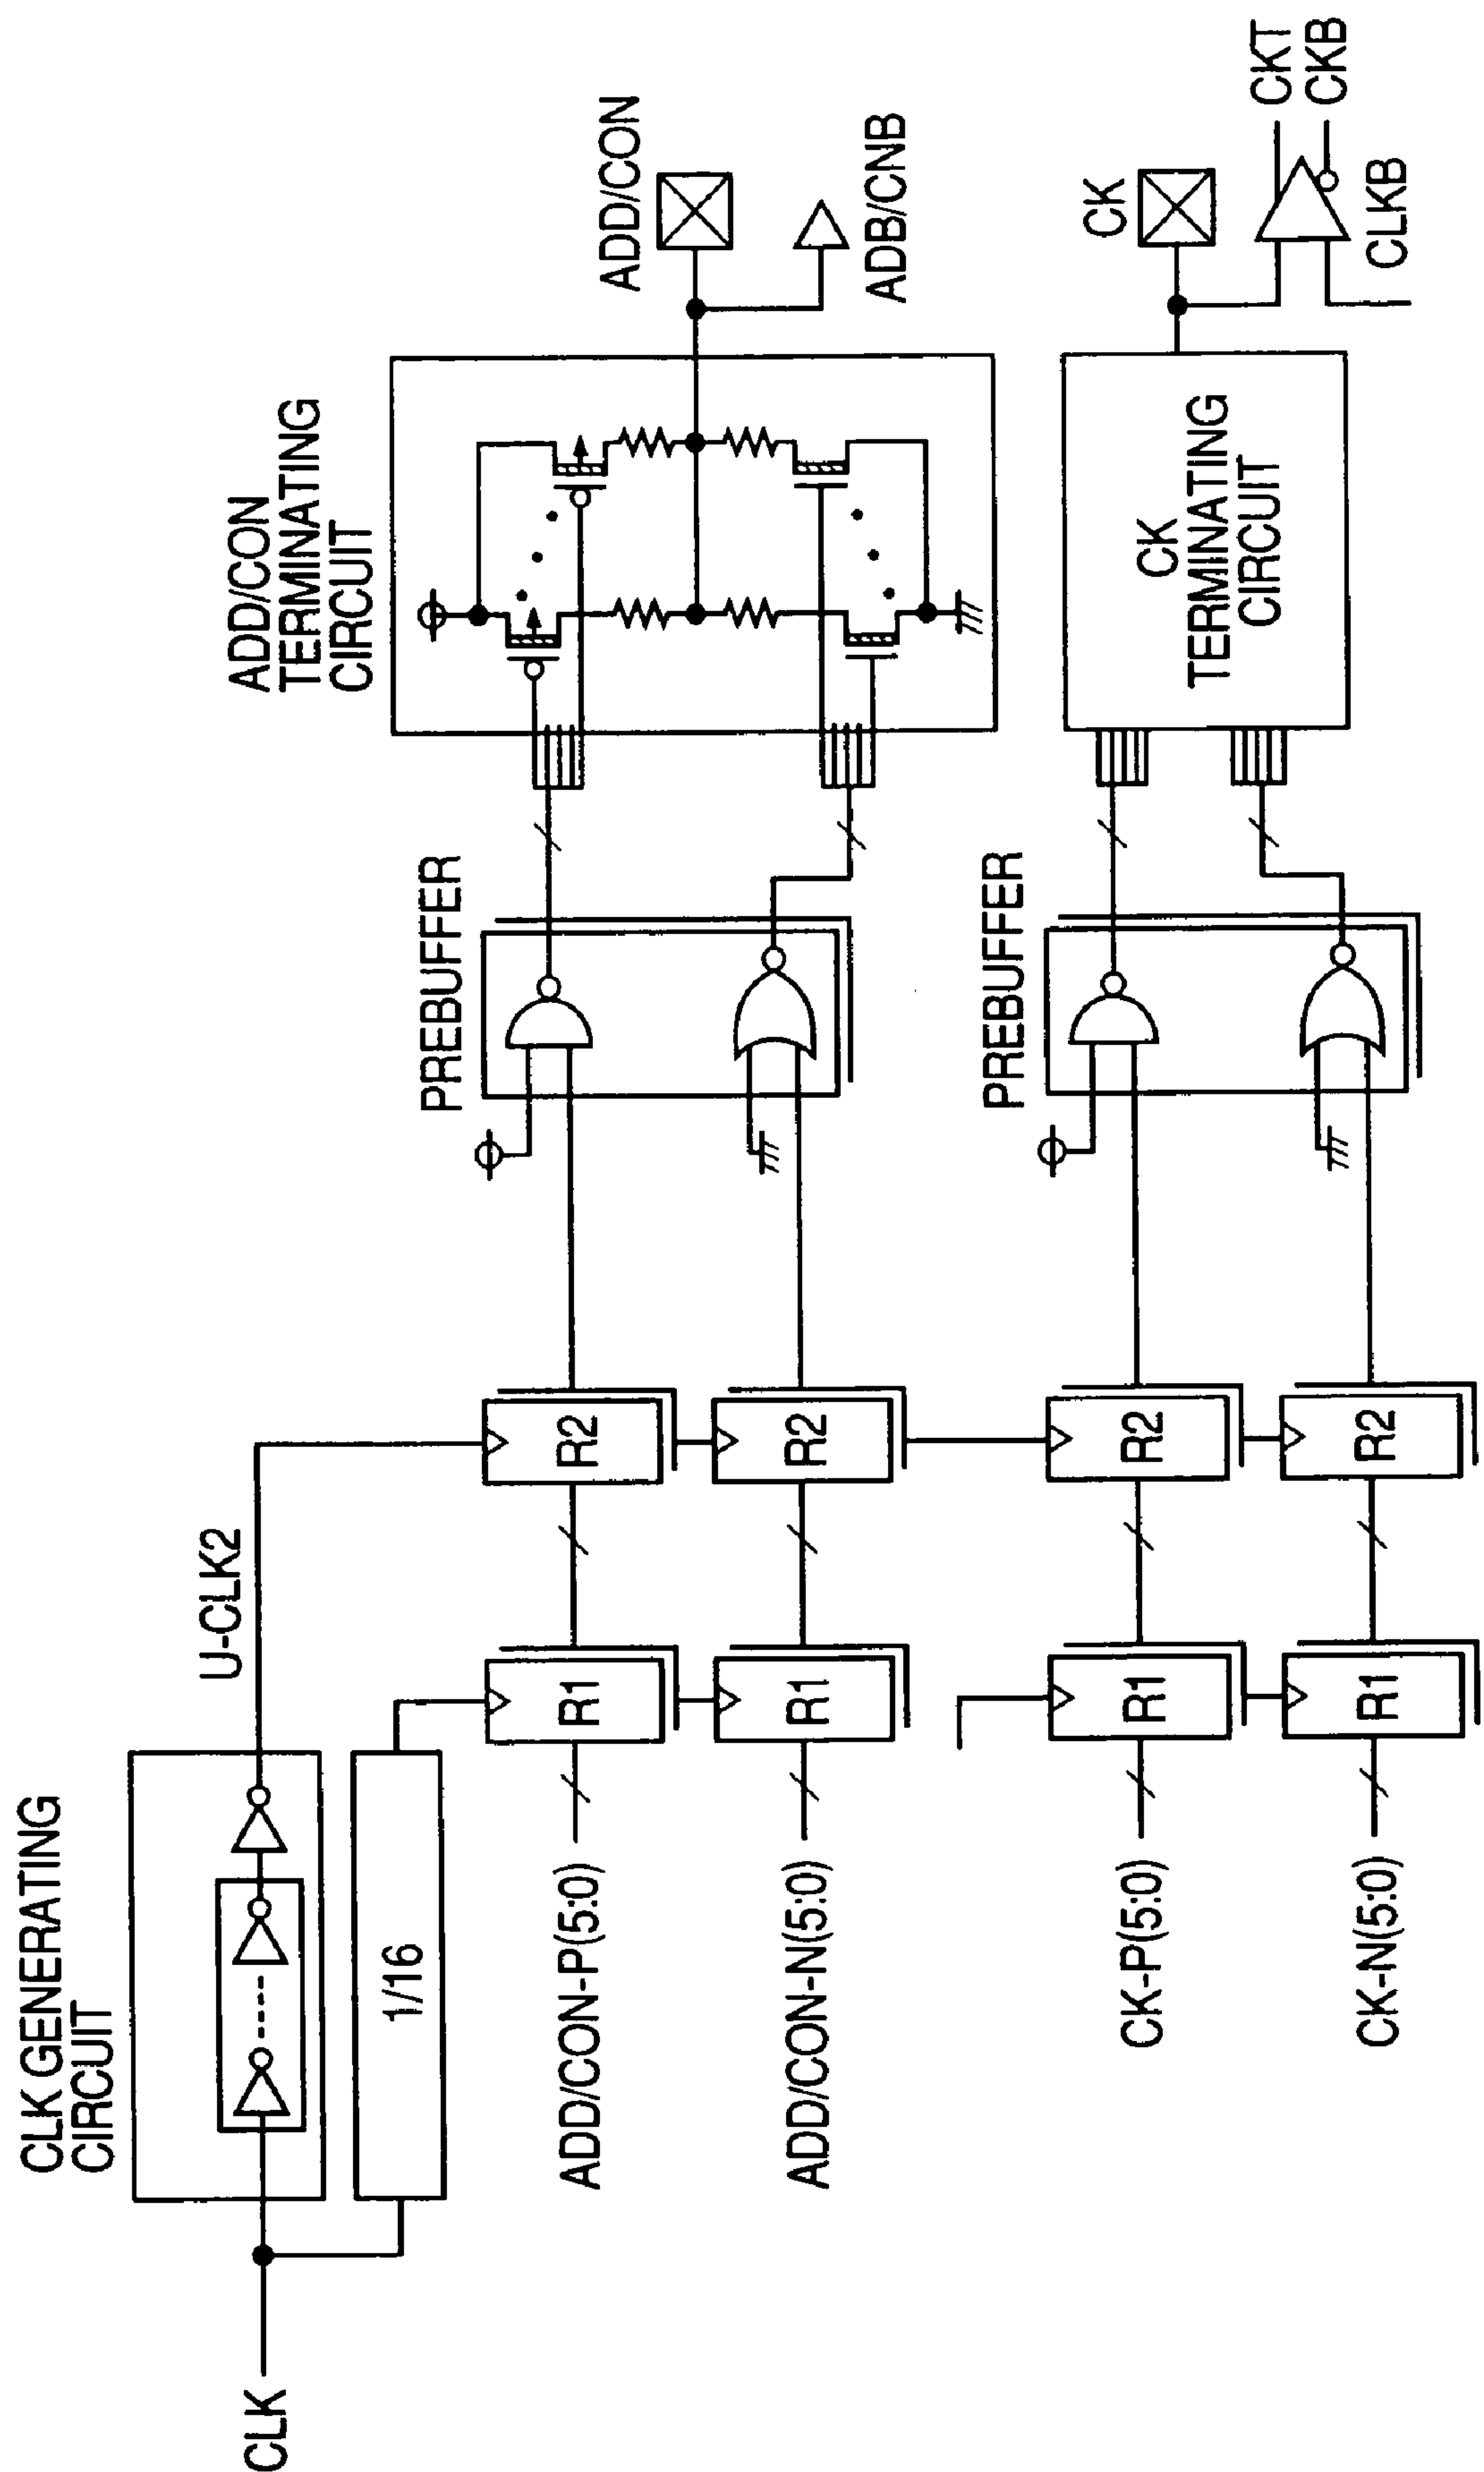 CLK GENERATING
CIRCUIT
CLK
1/16
U-CLK2
ADD/CON-P(5:0)
R1
R2
PREBUFFER
ADD/CON
TERMINATING
CIRCUIT
ADD/CON
ADB/CNB
ADD/CON-N(5:0)
R1
R2
CK-P(5:0)
R1
R2
PREBUFFER
CK
TERMINATING
CIRCUIT
CK
CKT
CKB
CLKB
CK-N(5:0)
R1
R2